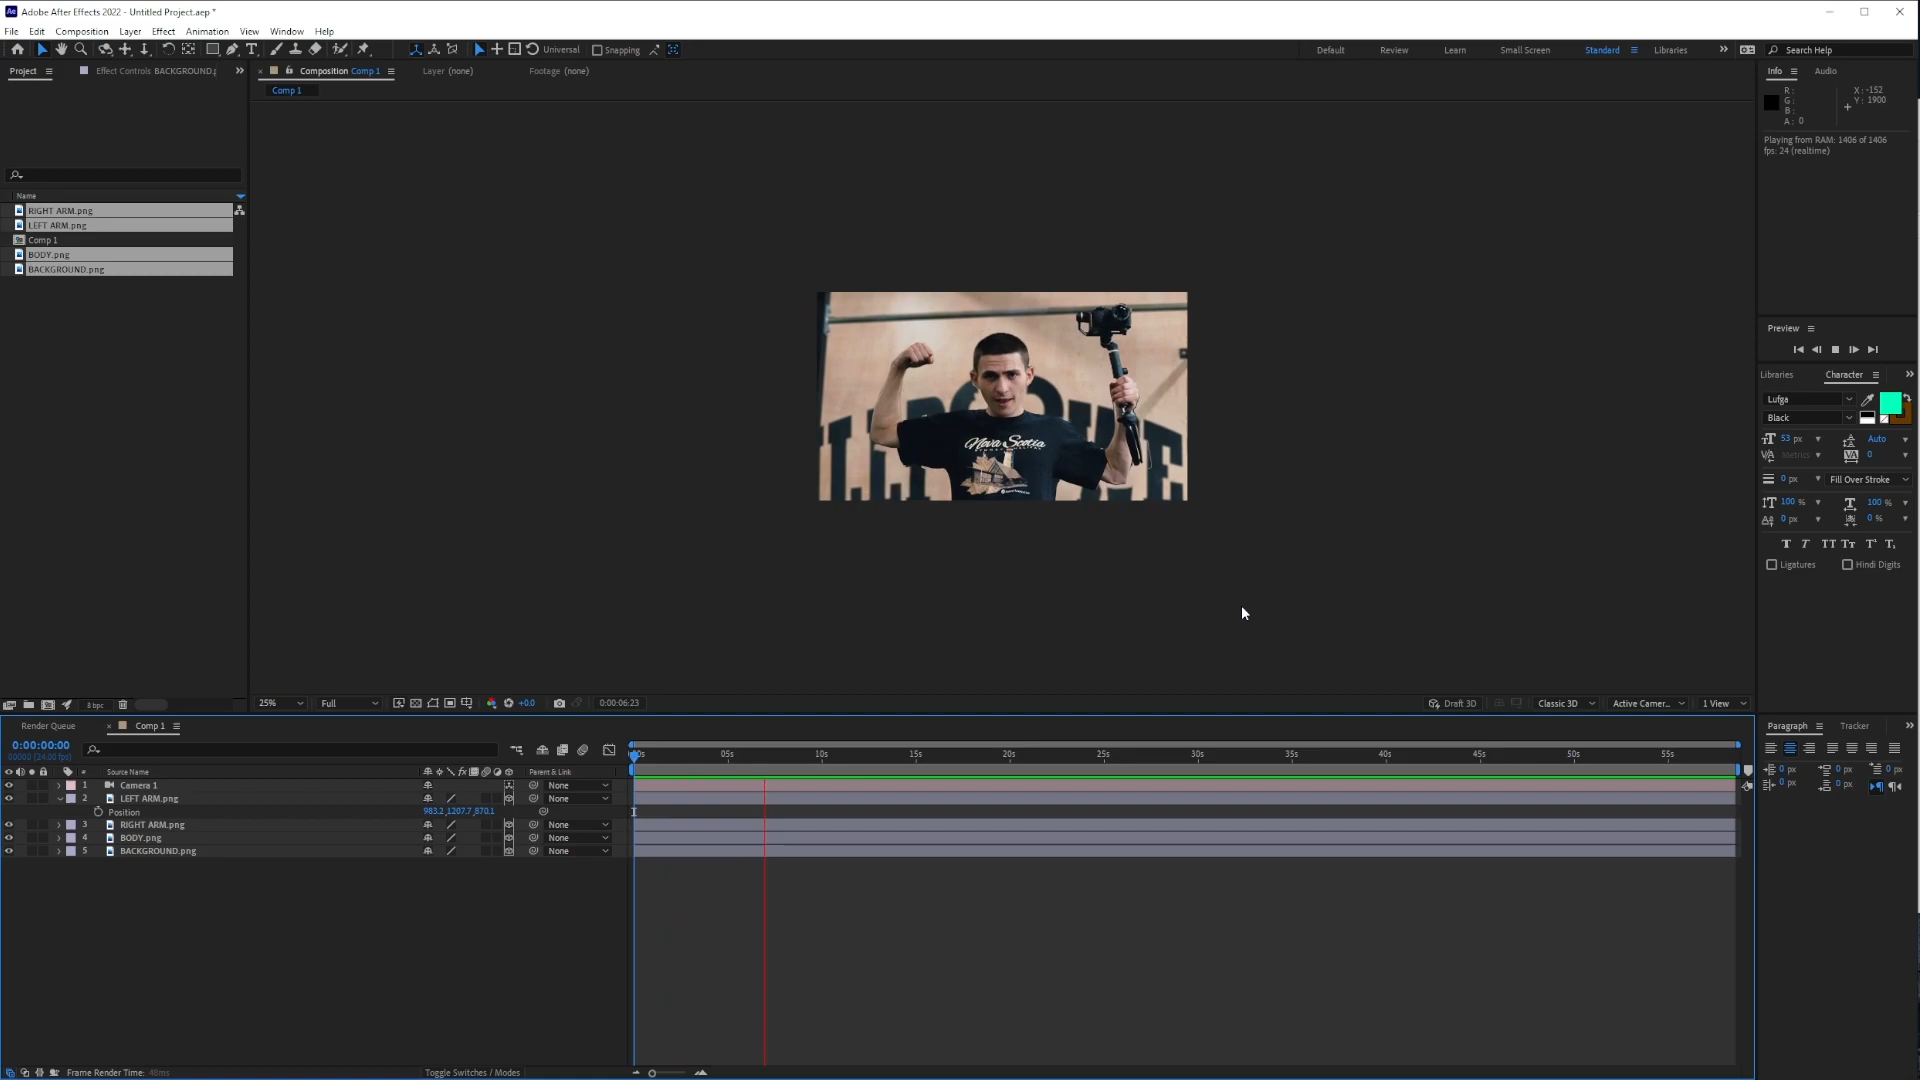 Adobe After Effects 2022 - Untitled Project.aep *
File Edit Composition Layer Effect Animation View Window Help
Universal Snapping Default Review Learn Small Screen Standard Libraries Search Help
Project Effect Controls BACKGROUND.p
Composition Comp 1 Layer (none) Footage (none)
Comp 1
Info Audio
R: X: -152
G: Y: 1900
B:
A: 0
Playing from RAM: 1406 of 1406
fps: 24 (realtime)
Name
RIGHT ARM.png
LEFT ARM.png
Comp 1
BODY.png
BACKGROUND.png
Nova Scotia
Preview
Libraries Character
Lufga
Black
53 px Auto
Metrics 0
0 px Fill Over Stroke
100 % 100 %
0 px 0 %
Ligatures Hindi Digits
8 bpc
25% Full +0.0 0:00:06:23 Draft 3D Classic 3D Active Camer... 1 View
Render Queue Comp 1
0:00:00:00
00000 (24.00 fps)
05s 10s 15s 20s 25s 30s 35s 40s 45s 50s 55s
# Source Name Parent & Link
1 Camera 1 None
2 LEFT ARM.png None
Position 983.2,1207.7,870.1
3 RIGHT ARM.png None
4 BODY.png None
5 BACKGROUND.png None
Paragraph Tracker
0 px 0 px 0 px
0 px 0 px
Frame Render Time: 48ms Toggle Switches / Modes